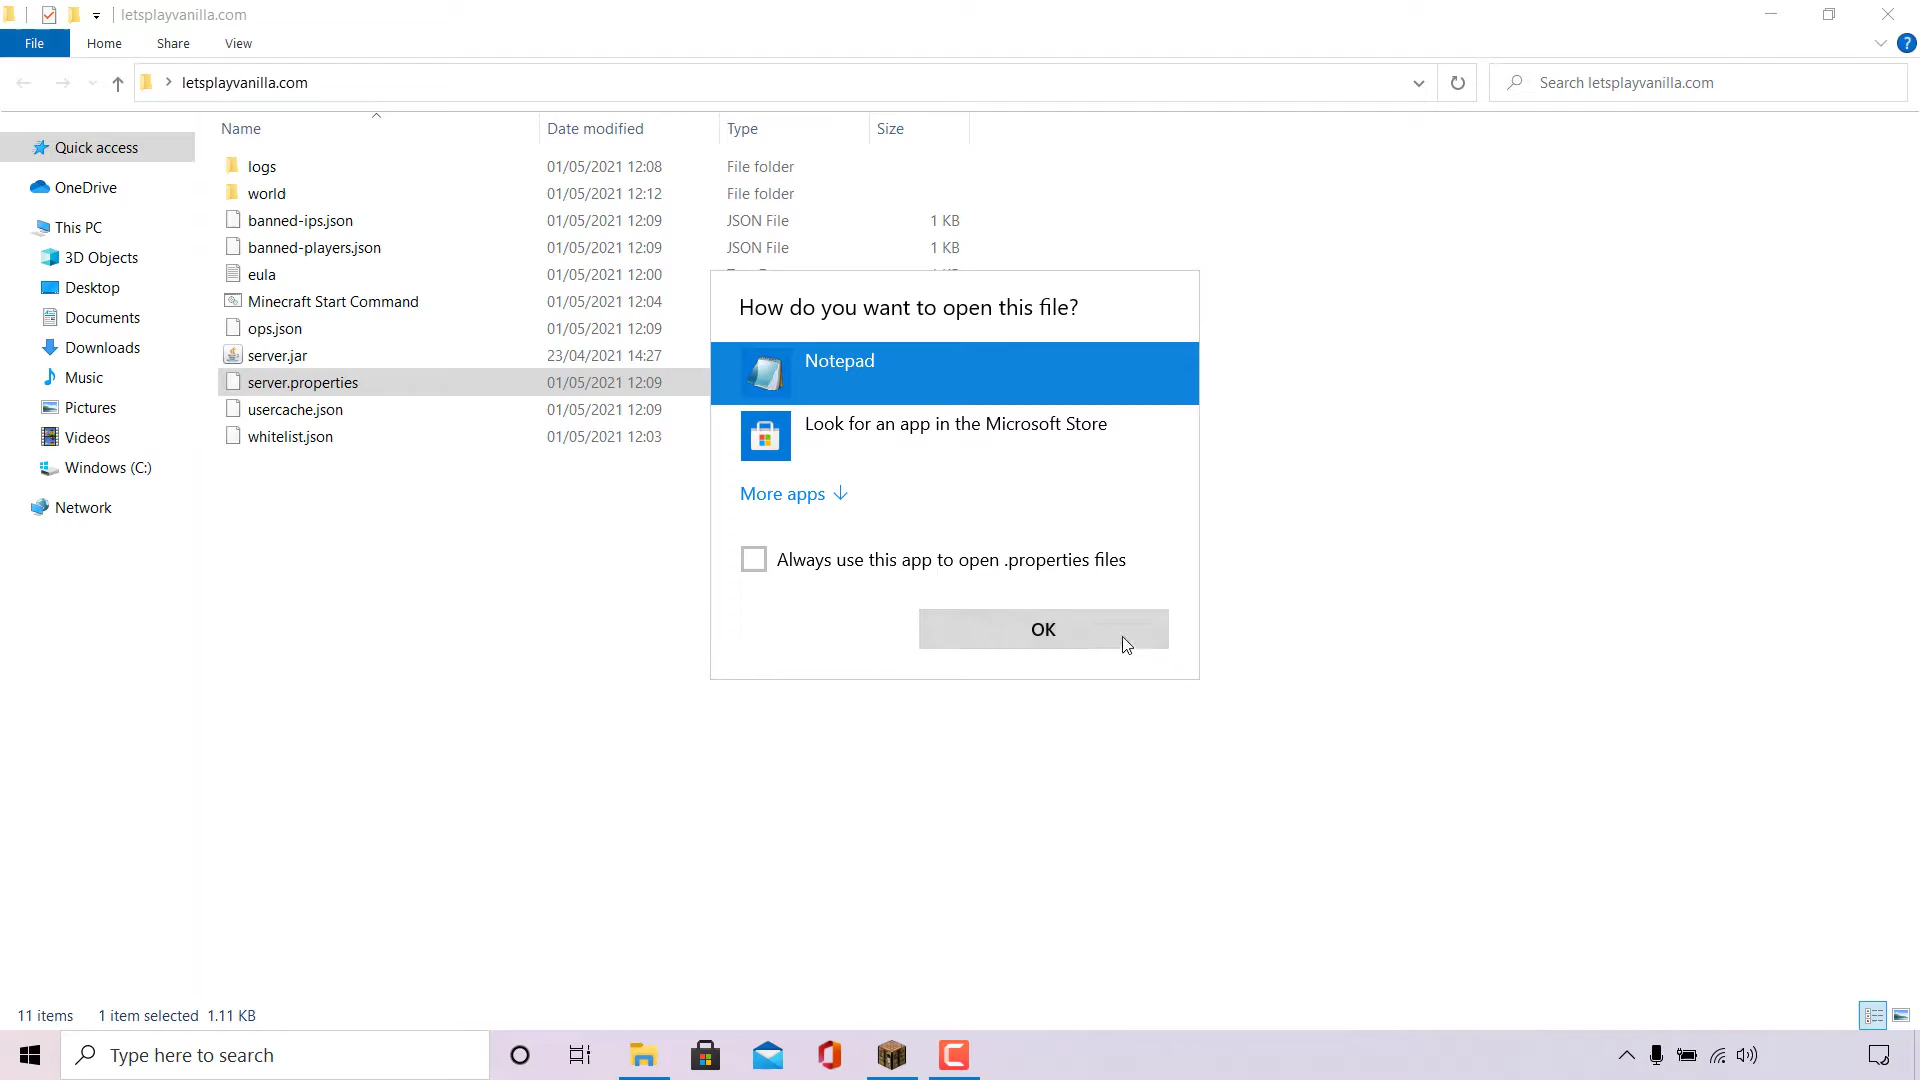 letsplayvanilla.com
File Home Share View
letsplayvanilla.com
Search letsplayvanilla.com
Name Date modified Type Size
Quick access
OneDrive
This PC
3D Objects
Desktop
Documents
Downloads
Music
Pictures
Videos
Windows (C:)
Network
logs 01/05/2021 12:08 File folder
world 01/05/2021 12:12 File folder
banned-ips.json 01/05/2021 12:09 JSON File 1 KB
banned-players.json 01/05/2021 12:09 JSON File 1 KB
eula 01/05/2021 12:00
Minecraft Start Command 01/05/2021 12:04
ops.json 01/05/2021 12:09
server.jar 23/04/2021 14:27
server.properties 01/05/2021 12:09
usercache.json 01/05/2021 12:09
whitelist.json 01/05/2021 12:03
How do you want to open this file?
Notepad
Look for an app in the Microsoft Store
More apps
Always use this app to open .properties files
OK
11 items 1 item selected 1.11 KB
Type here to search